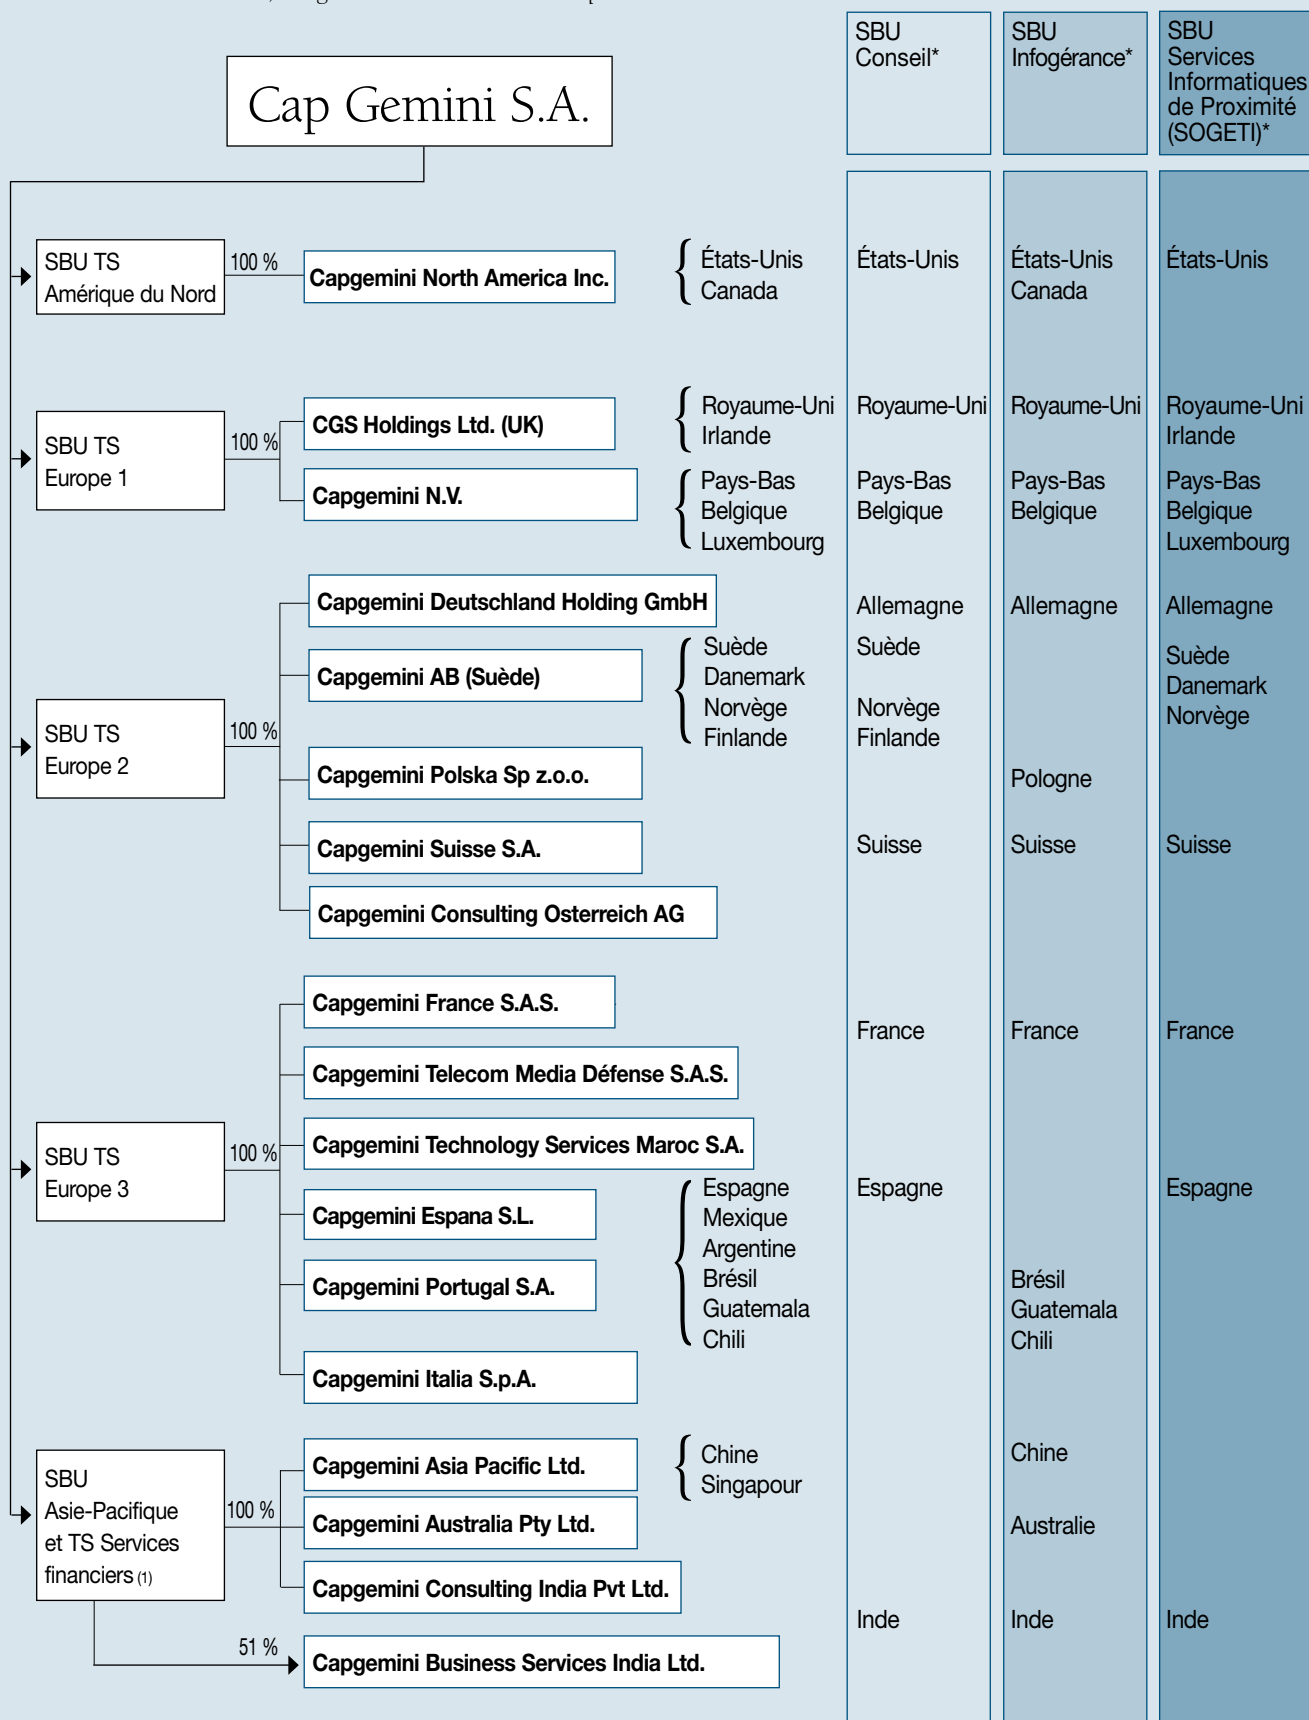 SBU
Conseil*
SBU
Infogérance*
SBU
Services
Informatiques
de Proximité
(SOGETI)*
Cap Gemini S.A.
SBU TS
Amérique du Nord
100 %
Capgemini North America Inc.
États-Unis
Canada
États-Unis
États-Unis
Canada
États-Unis
SBU TS
Europe 1
100 %
CGS Holdings Ltd. (UK)
Royaume-Uni
Irlande
Royaume-Uni
Royaume-Uni
Royaume-Uni
Irlande
Capgemini N.V.
Pays-Bas
Belgique
Luxembourg
Pays-Bas
Belgique
Pays-Bas
Belgique
Pays-Bas
Belgique
Luxembourg
SBU TS
Europe 2
100 %
Capgemini Deutschland Holding GmbH
Allemagne
Allemagne
Allemagne
Capgemini AB (Suède)
Suède
Danemark
Norvège
Finlande
Suède
Norvège
Finlande
Suède
Danemark
Norvège
Capgemini Polska Sp z.o.o.
Pologne
Capgemini Suisse S.A.
Suisse
Suisse
Suisse
Capgemini Consulting Osterreich AG
SBU TS
Europe 3
100 %
Capgemini France S.A.S.
France
France
France
Capgemini Telecom Media Défense S.A.S.
Capgemini Technology Services Maroc S.A.
Capgemini Espana S.L.
Capgemini Portugal S.A.
Espagne
Mexique
Argentine
Brésil
Guatemala
Chili
Espagne
Brésil
Guatemala
Chili
Espagne
Capgemini Italia S.p.A.
SBU
Asie-Pacifique
et TS Services
financiers (1)
100 %
Capgemini Asia Pacific Ltd.
Chine
Singapour
Chine
Capgemini Australia Pty Ltd.
Australie
Capgemini Consulting India Pvt Ltd.
Inde
Inde
Inde
51 %
Capgemini Business Services India Ltd.